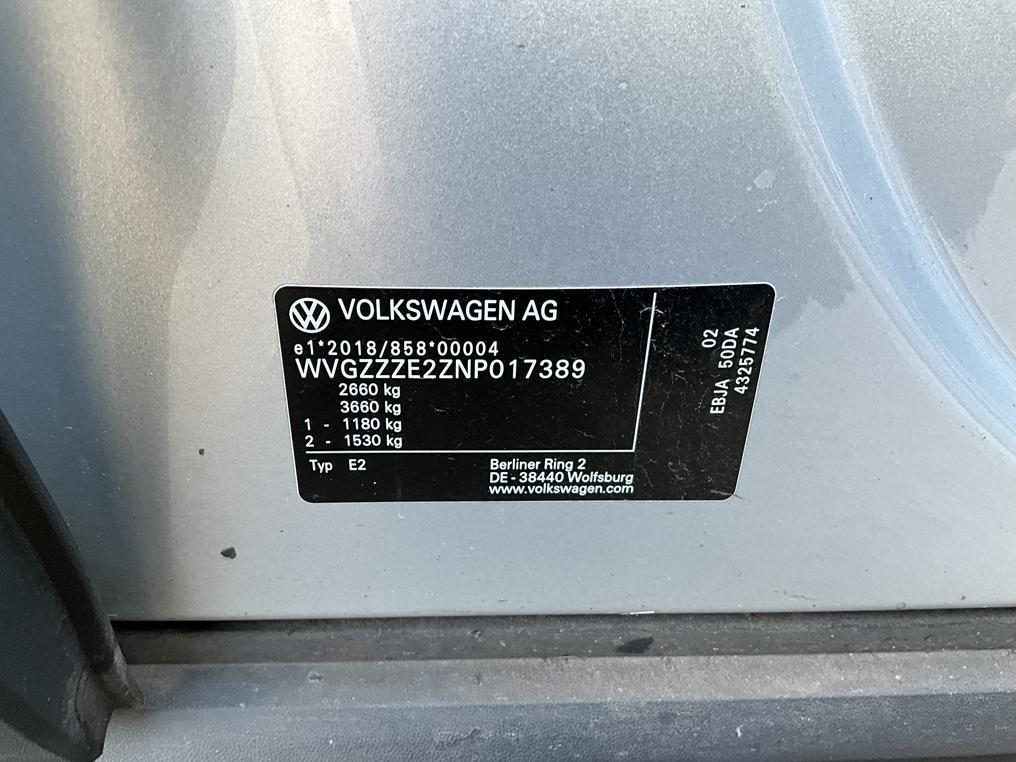 VOLKSWAGEN AG
e1*2018/858*00004
WVGZZZE2ZNP017389
2660 kg
3660 kg
1 - 1180 kg
2 - 1530 kg
Typ E2
Berliner Ring 2
DE - 38440 Wolfsburg
www.volkswagen.com
02
EBJA 50DA
4325774